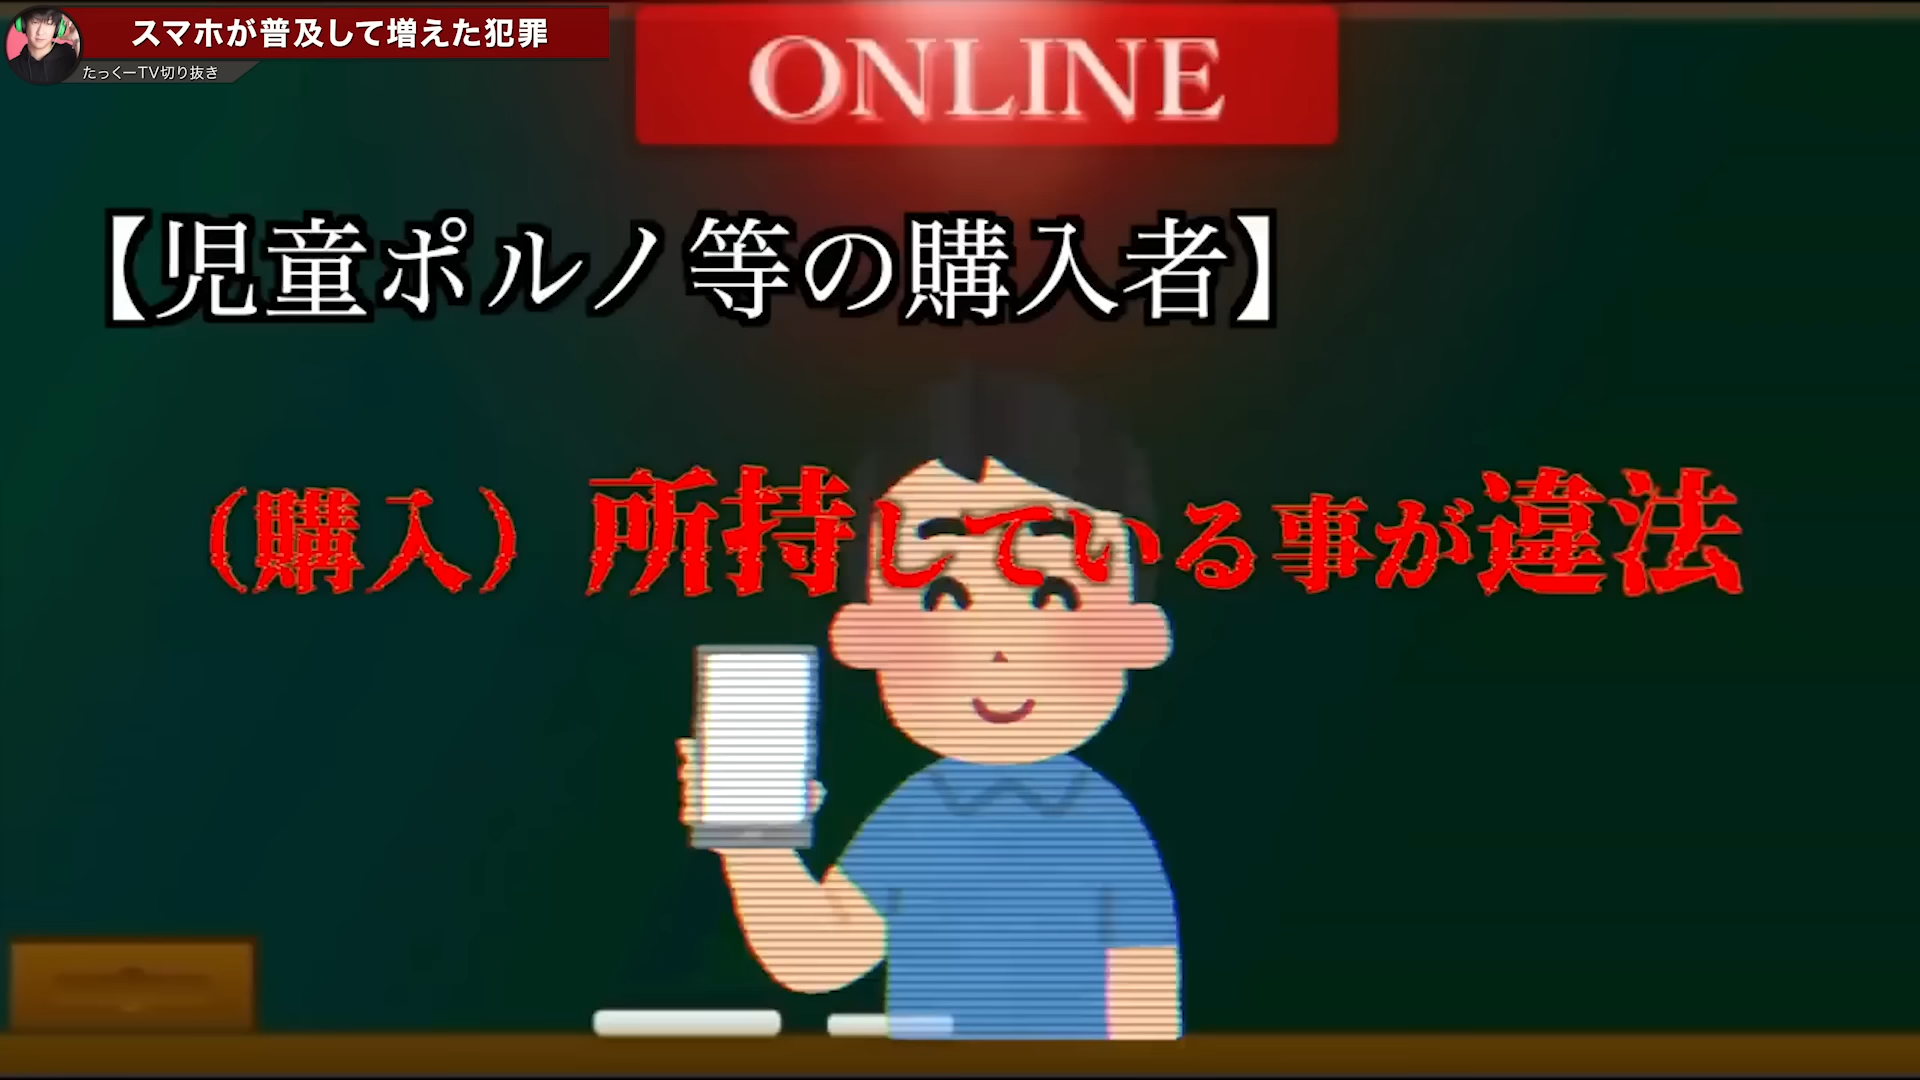 スマホが普及して増えた犯罪
たっくーTV切り抜き
ONLINE
【児童ポルノ等の購入者】
（購入）所持している事が違法